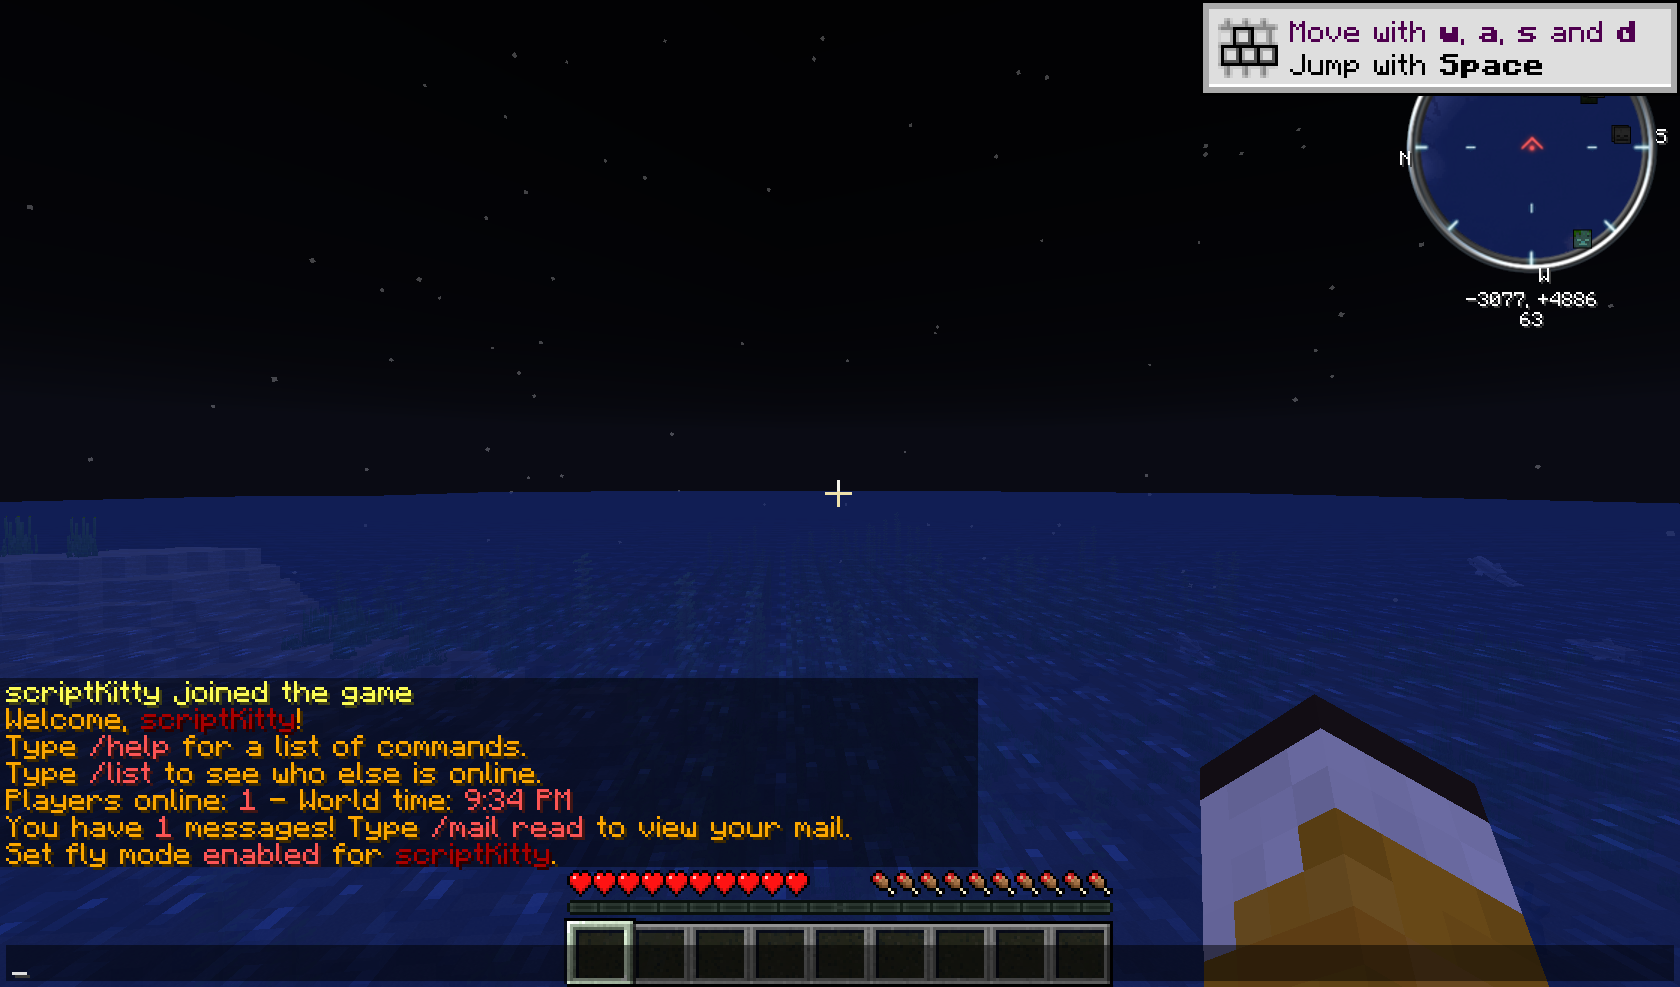 Move with w, a, s and d
Jump with Space
N
S
W
-3077, +4886
63
scriptKitty joined the game
Welcome, scriptKitty!
Type /help for a list of commands.
Type /list to see who else is online.
Players online: 1 - World time: 9:34 PM
You have 1 messages! Type /mail read to view your mail.
Set fly mode enabled for scriptKitty.
_